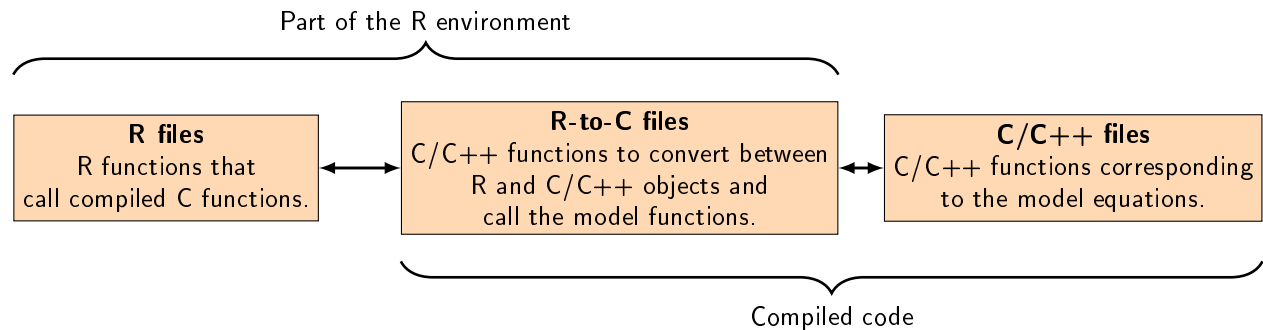 Part of the R environment
R files
R functions that
call compiled C functions.
R-to-C files
C/C++ functions to convert between
R and C/C++ objects and
call the model functions.
C/C++ files
C/C++ functions corresponding
to the model equations.
Compiled code